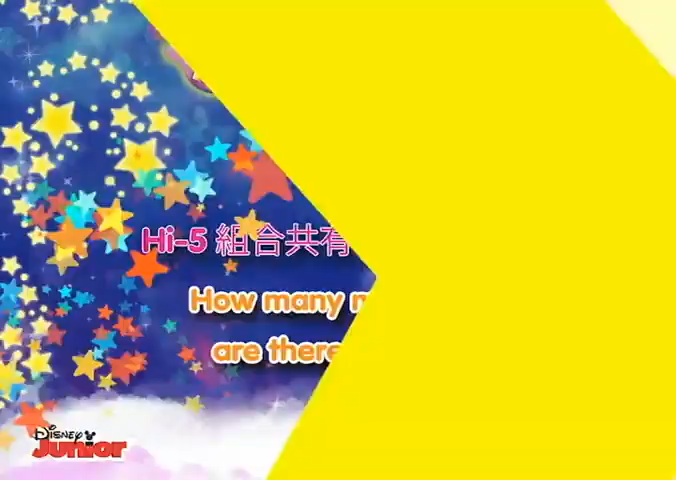 Hi-5 組合共有
How many
are there
Disney
Junior